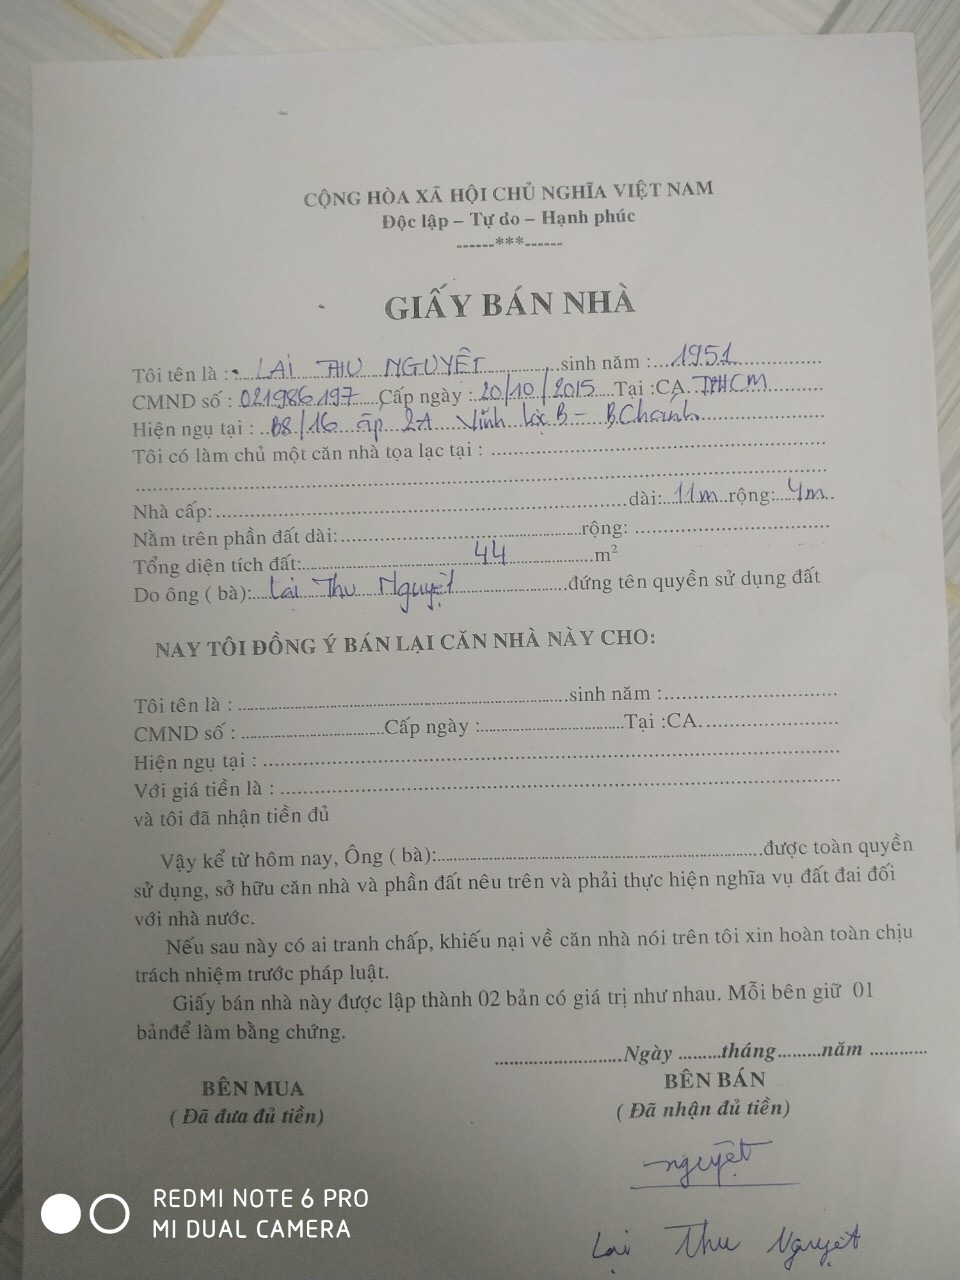 CỘNG HÒA XÃ HỘI CHỦ NGHĨA VIỆT NAM
Độc lập – Tự do – Hạnh phúc
------***------
GIẤY BÁN NHÀ
Tôi tên là : LẠI THU NGUYỆT sinh năm : 1951
CMND số : 021986197 Cấp ngày : 20/10/2015 Tại :CA. TPHCM
Hiện ngụ tại : B8/16 ấp 2A Vĩnh Lộc B - B.Chánh
Tôi có làm chủ một căn nhà tọa lạc tại :
Nhà cấp: dài: 11m rộng: 4m
Nằm trên phần đất dài: rộng:
Tổng diện tích đất: 44 m²
Do ông ( bà): Lại Thu Nguyệt đứng tên quyền sử dụng đất
NAY TÔI ĐỒNG Ý BÁN LẠI CĂN NHÀ NÀY CHO:
Tôi tên là : sinh năm :
CMND số : Cấp ngày : Tại :CA.
Hiện ngụ tại :
Với giá tiền là :
và tôi đã nhận tiền đủ
Vậy kể từ hôm nay, Ông ( bà): được toàn quyền
sử dụng, sở hữu căn nhà và phần đất nêu trên và phải thực hiện nghĩa vụ đất đai đối
với nhà nước.
Nếu sau này có ai tranh chấp, khiếu nại về căn nhà nói trên tôi xin hoàn toàn chịu
trách nhiệm trước pháp luật.
Giấy bán nhà này được lập thành 02 bản có giá trị như nhau. Mỗi bên giữ 01
bảnđể làm bằng chứng.
Ngày ........tháng........năm ...........
BÊN MUA BÊN BÁN
( Đã đưa đủ tiền) ( Đã nhận đủ tiền)
nguyệt
Lại Thu Nguyệt
REDMI NOTE 6 PRO
MI DUAL CAMERA